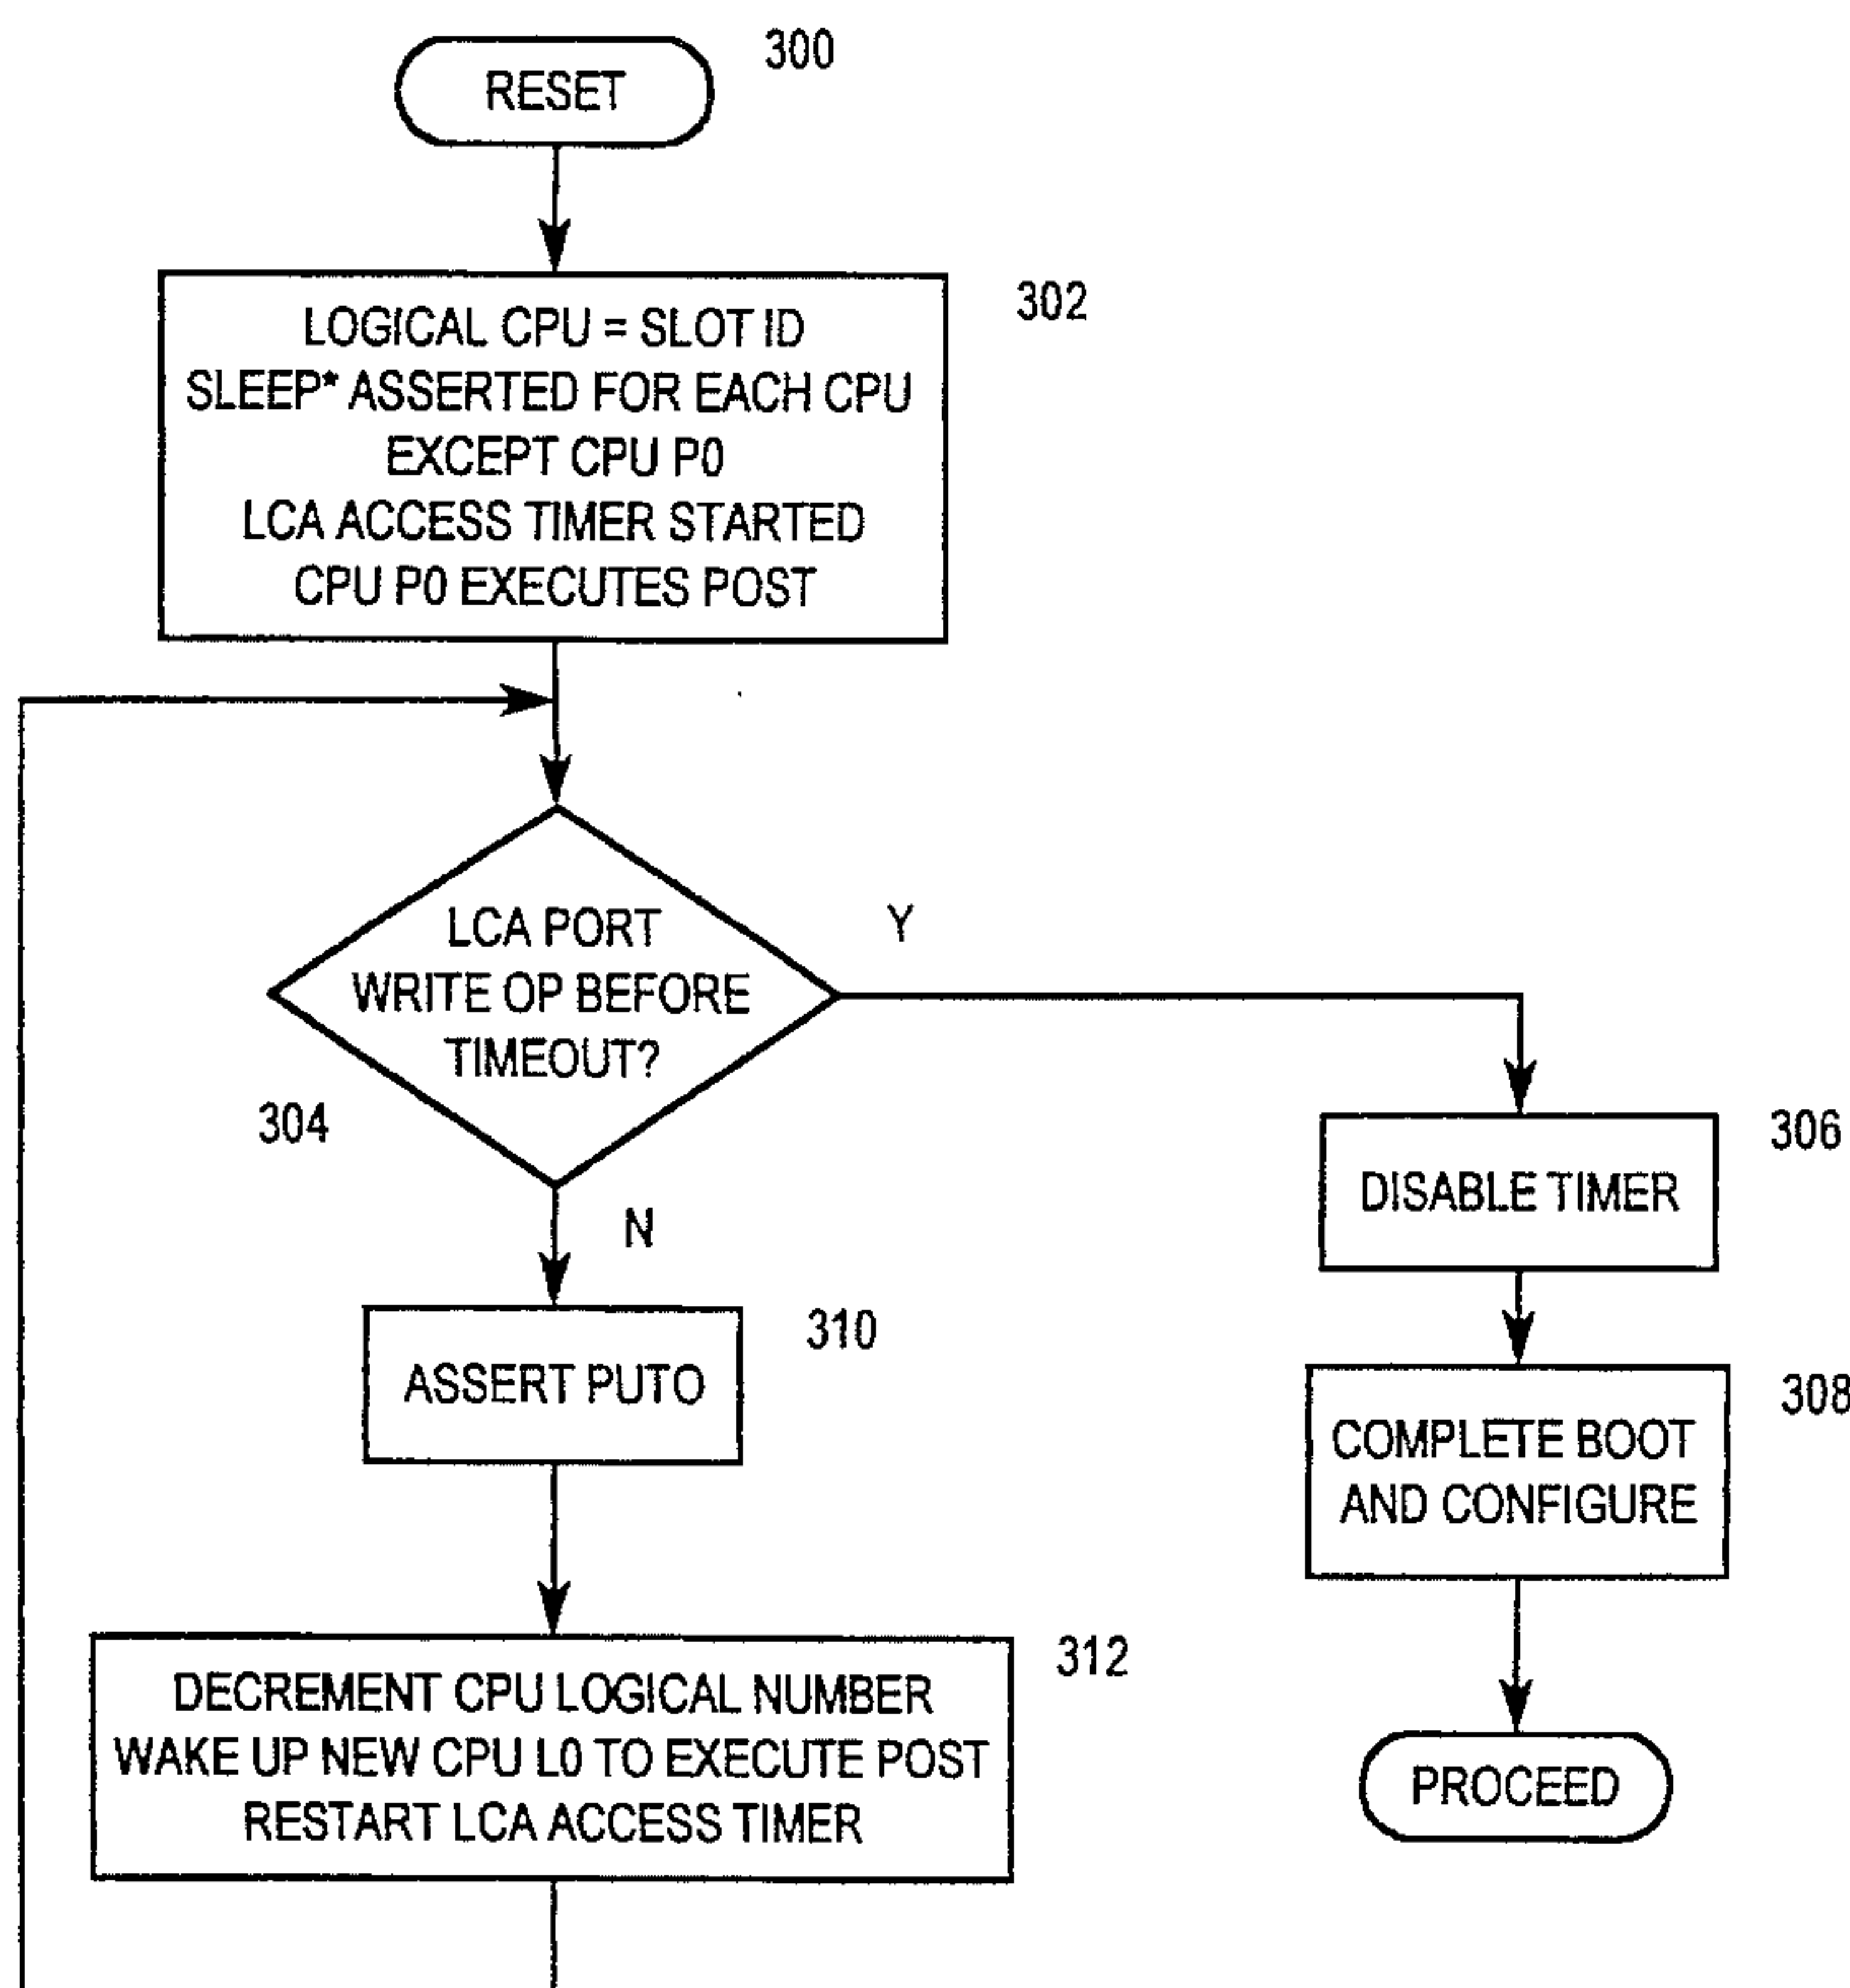 300
RESET
302
LOGICAL CPU = SLOT ID
SLEEP* ASSERTED FOR EACH CPU
EXCEPT CPU P0
LCA ACCESS TIMER STARTED
CPU P0 EXECUTES POST
LCA PORT
WRITE OP BEFORE
TIMEOUT?
Y
304
N
306
DISABLE TIMER
310
ASSERT PUTO
308
COMPLETE BOOT
AND CONFIGURE
312
DECREMENT CPU LOGICAL NUMBER
WAKE UP NEW CPU L0 TO EXECUTE POST
RESTART LCA ACCESS TIMER
PROCEED